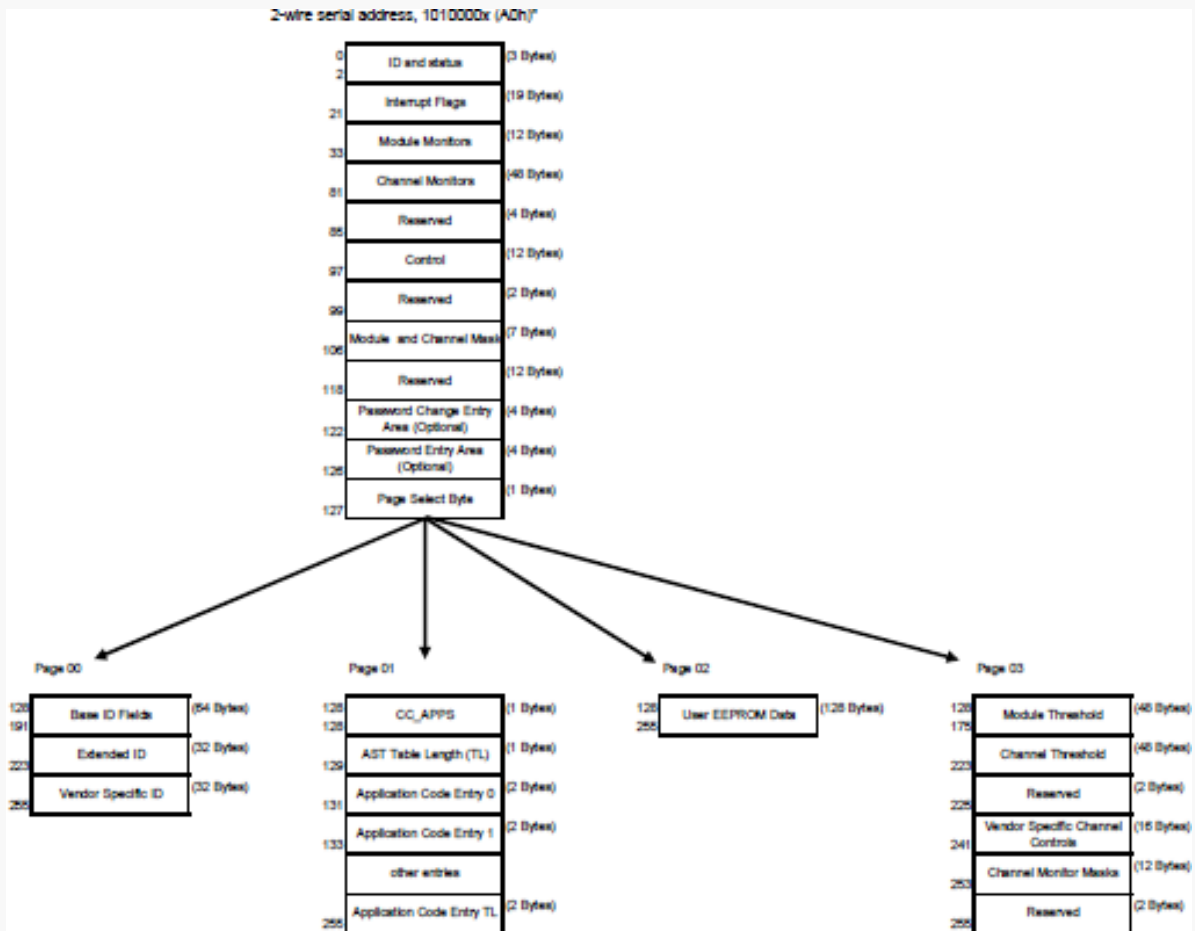 2-wire serial address, 1010000x (A0h)"
0
2
ID and status
(3 Bytes)
21
Interrupt Flags
(19 Bytes)
33
Module Monitors
(12 Bytes)
81
Channel Monitors
(48 Bytes)
85
Reserved
(4 Bytes)
97
Control
(12 Bytes)
99
Reserved
(2 Bytes)
106
Module and Channel Mask
(7 Bytes)
118
Reserved
(12 Bytes)
122
Password Change Entry
Area (Optional)
(4 Bytes)
126
Password Entry Area
(Optional)
(4 Bytes)
127
Page Select Byte
(1 Bytes)
Page 00
128
191
Base ID Fields
(64 Bytes)
223
Extended ID
(32 Bytes)
255
Vendor Specific ID
(32 Bytes)
Page 01
128
128
CC_APPS
(1 Bytes)
129
AST Table Length (TL)
(1 Bytes)
131
Application Code Entry 0
(2 Bytes)
133
Application Code Entry 1
(2 Bytes)
other entries
255
Application Code Entry TL
(2 Bytes)
Page 02
128
255
User EEPROM Data
(128 Bytes)
Page 03
128
175
Module Threshold
(48 Bytes)
223
Channel Threshold
(48 Bytes)
225
Reserved
(2 Bytes)
241
Vendor Specific Channel
Controls
(16 Bytes)
253
Channel Monitor Masks
(12 Bytes)
255
Reserved
(2 Bytes)